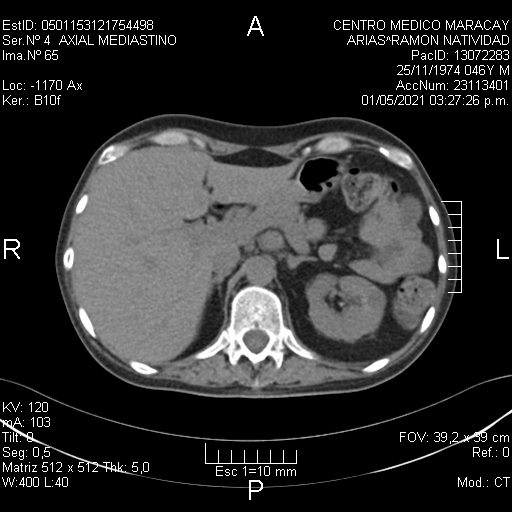 EstID: 0501153121754498
Ser.Nº 4 AXIAL MEDIASTINO
Ima.Nº 65
Loc: -1170 Ax
Ker.: B10f
A
CENTRO MEDICO MARACAY
ARIAS^RAMON NATIVIDAD
PacID: 13072283
25/11/1974 046Y M
AccNum: 23113401
01/05/2021 03:27:26 p.m.
R
L
KV: 120
mA: 103
Tilt: 0
Seg: 0,5
Matriz 512 x 512 Thk: 5,0
W:400 L:40
Esc 1=10 mm
P
FOV: 39,2 x 39 cm
Ref.: 0
Mod.: CT